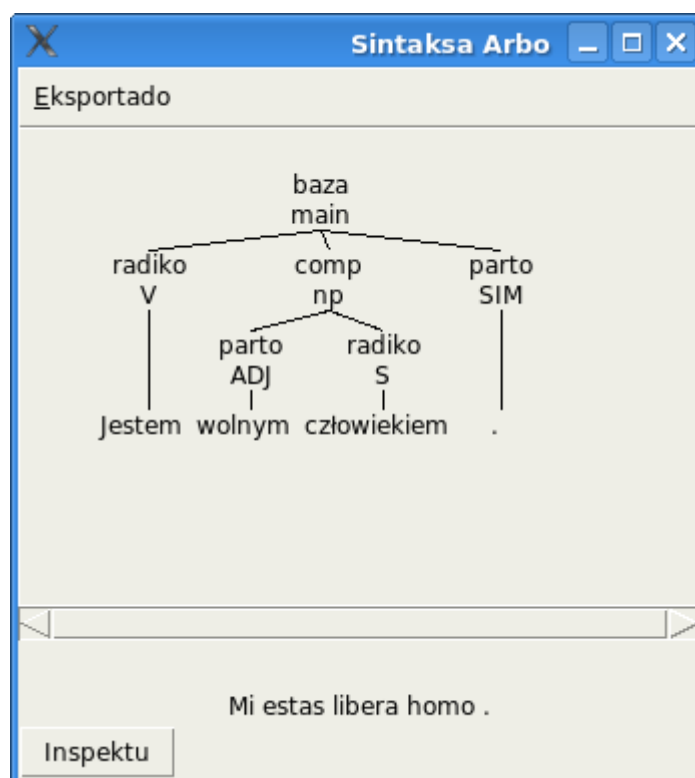 Sintaksa Arbo
Eksportado
baza
main
radiko comp parto
V np SIM
parto radiko
ADJ S
Jestem wolnym człowiekiem .
Mi estas libera homo .
Inspektu